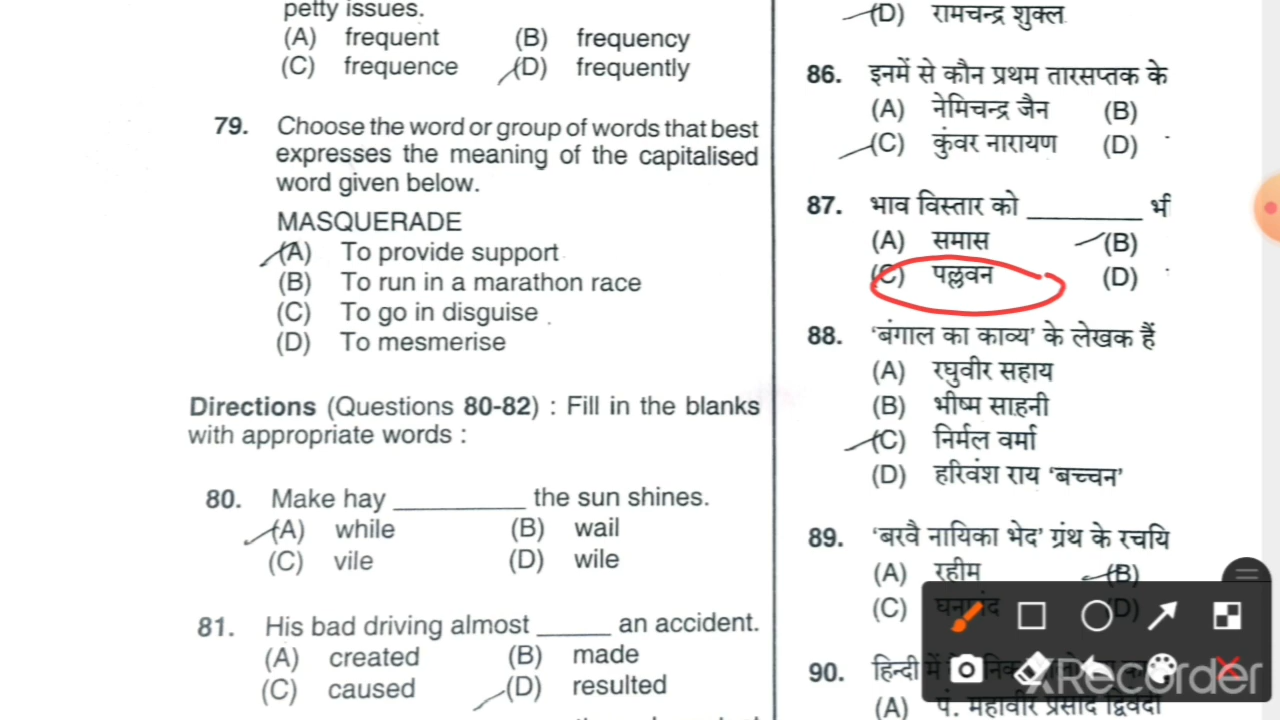 petty issues.
(A) frequent (B) frequency
(C) frequence (D) frequently
79. Choose the word or group of words that best
expresses the meaning of the capitalised
word given below.
MASQUERADE
(A) To provide support
(B) To run in a marathon race
(C) To go in disguise
(D) To mesmerise
Directions (Questions 80-82) : Fill in the blanks
with appropriate words :
80. Make hay __________ the sun shines.
(A) while (B) wail
(C) vile (D) wile
81. His bad driving almost ______ an accident.
(A) created (B) made
(C) caused (D) resulted
(D) रामचन्द्र शुक्ल
86. इनमें से कौन प्रथम तारसप्तक के
(A) नेमिचन्द्र जैन (B)
(C) कुंवर नारायण (D)
87. भाव विस्तार को _________ भी
(A) समास (B)
(C) पल्लवन (D)
88. ‘बंगाल का काव्य’ के लेखक हैं
(A) रघुवीर सहाय
(B) भीष्म साहनी
(C) निर्मल वर्मा
(D) हरिवंश राय ‘बच्चन’
89. ‘बरवै नायिका भेद’ ग्रंथ के रचयि
(A) रहीम (B)
(C) घनानंद (D)
90. हिन्दी में
(A) पं. महावीर प्रसाद द्विवेदी
XRecorder